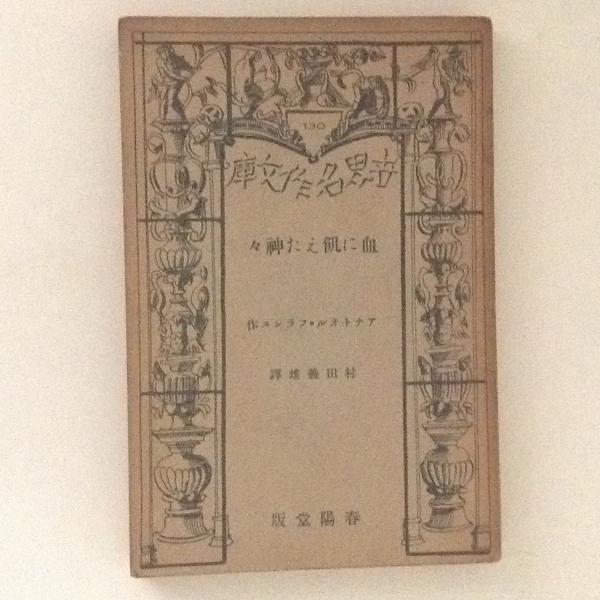 130
世界名作文庫
血に飢えた神々
アナトオル・フランス作
村田義雄譯
春陽堂版